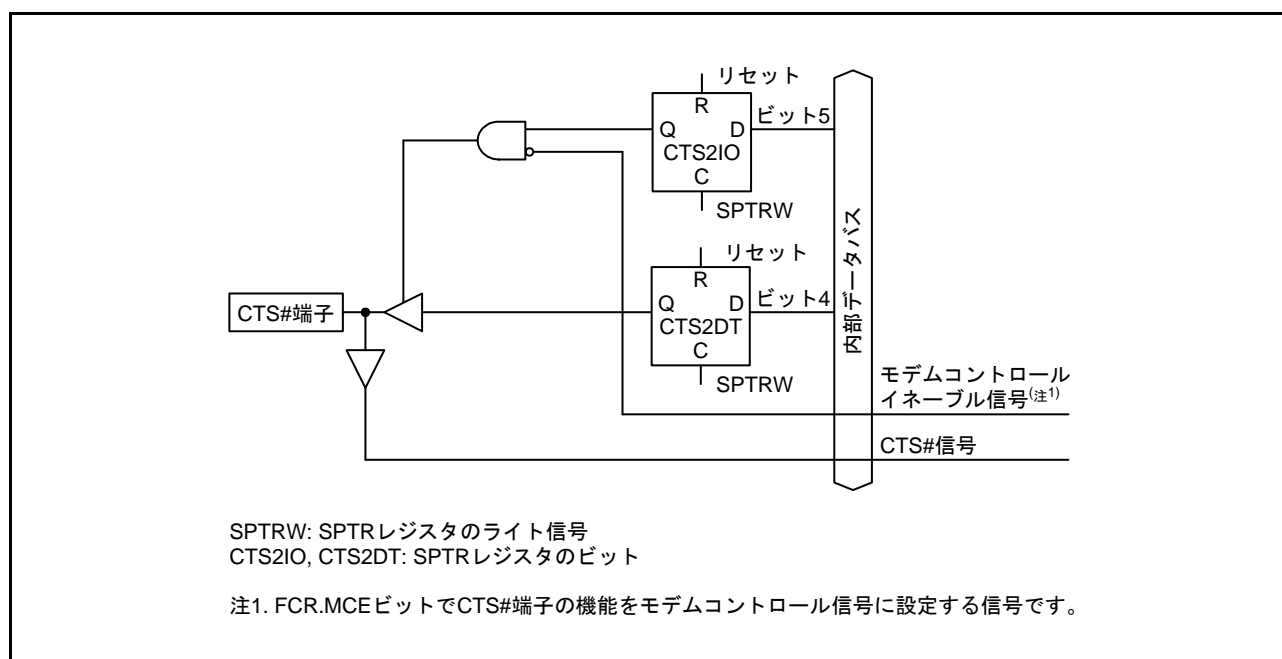 リセット
R
ビット5
Q D
CTS2IO
C
SPTRW
リセット
R
ビット4
Q D
CTS2DT
C
SPTRW
CTS#端子
内部データバス
モデムコントロール
イネーブル信号(注1)
CTS#信号
SPTRW: SPTRレジスタのライト信号
CTS2IO, CTS2DT: SPTRレジスタのビット
注1. FCR.MCEビットでCTS#端子の機能をモデムコントロール信号に設定する信号です。